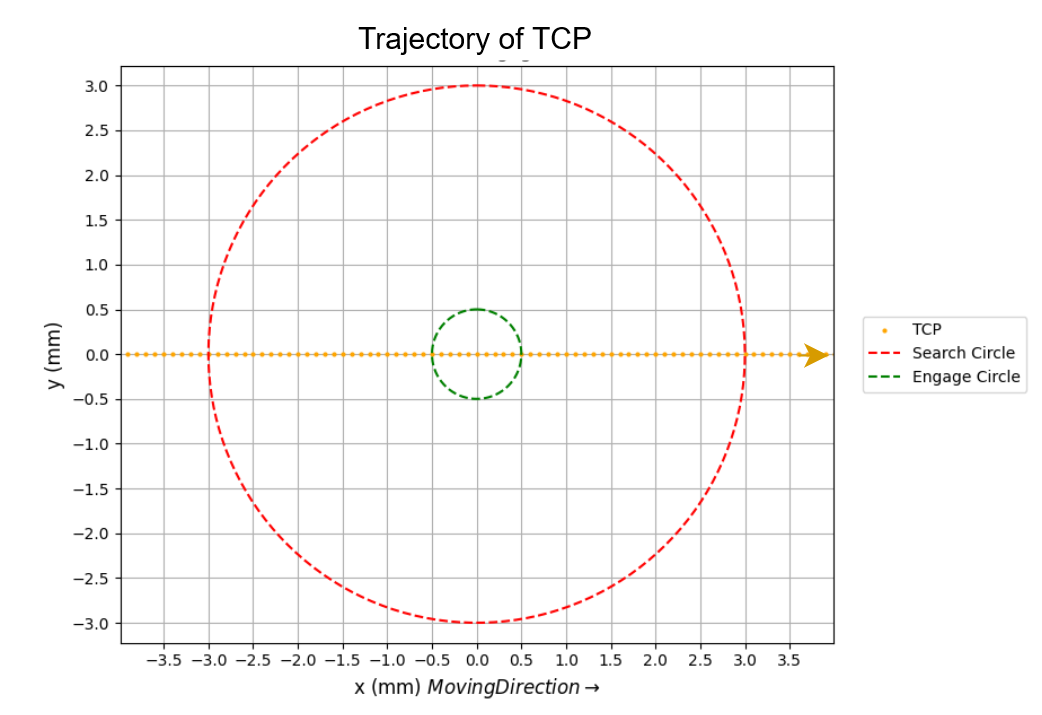 Trajectory of TCP
3.0
2.5
2.0
1.5
1.0
0.5
0.0
−0.5
−1.0
−1.5
−2.0
−2.5
−3.0
y (mm)
−3.5 −3.0 −2.5 −2.0 −1.5 −1.0 −0.5 0.0 0.5 1.0 1.5 2.0 2.5 3.0 3.5
x (mm) MovingDirection→
TCP
Search Circle
Engage Circle